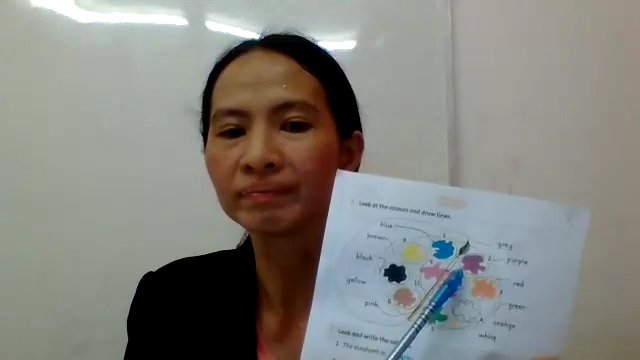 Look at the colours and draw lines.
blue
grey
brown
purple
black
red
yellow
green
pink
orange
white
Look and write the
1 The elephant is